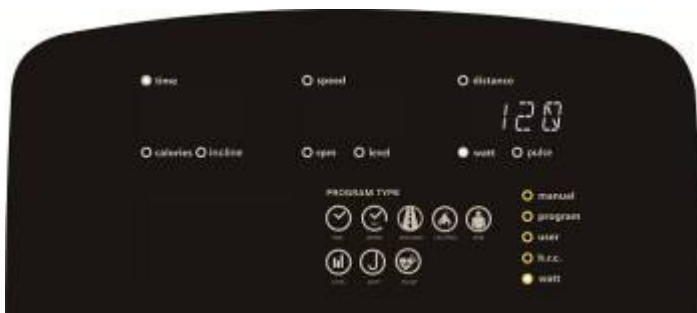 time speed distance
120
calories incline rpm level watt pulse
PROGRAM TYPE
manual
program
user
h.r.c.
watt